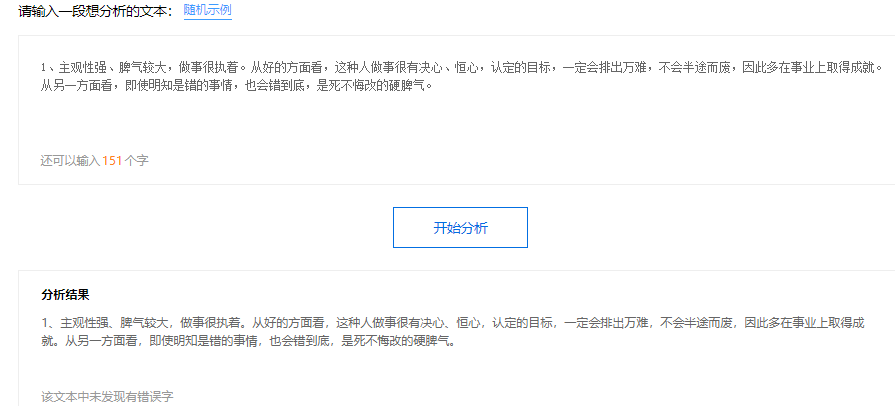 请输入一段想分析的文本： 随机示例
1、主观性强、脾气较大，做事很执着。从好的方面看，这种人做事很有决心、恒心，认定的目标，一定会排出万难，不会半途而废，因此多在事业上取得成就。
从另一方面看，即使明知是错的事情，也会错到底，是死不悔改的硬脾气。
还可以输入151个字
开始分析
分析结果
1、主观性强、脾气较大，做事很执着。从好的方面看，这种人做事很有决心、恒心，认定的目标，一定会排出万难，不会半途而废，因此多在事业上取得成
就。从另一方面看，即使明知是错的事情，也会错到底，是死不悔改的硬脾气。
该文本中未发现有错误字